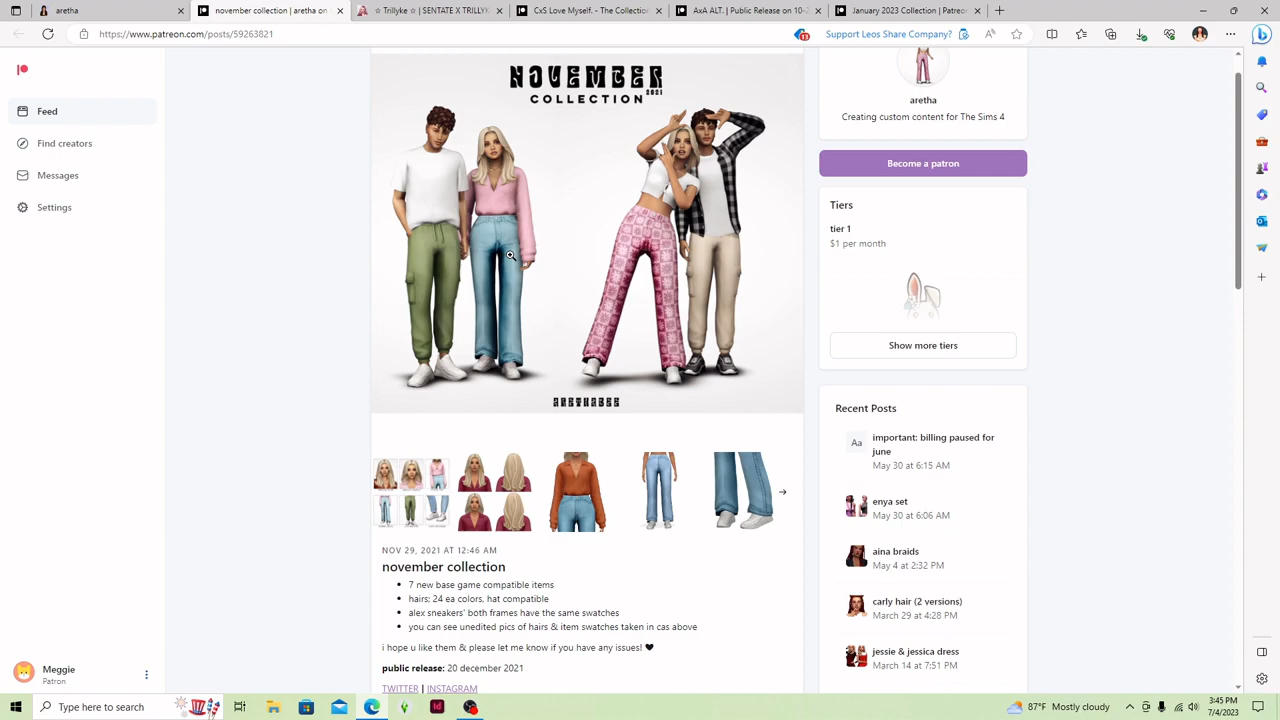 aretha
november collection | aretha on
☆ Trillyke ☆ | SENTATE X TRILLYK
CxS Love Myself. - The Collection
AxA ALT. | Public Release on 10-2
January 2023 Collection | Patreon
https://www.patreon.com/posts/59263821
11
Support Leos Share Company?
Feed
Find creators
Messages
Settings
NOVEMBER
2021
COLLECTION
aretha
Creating custom content for The Sims 4
Become a patron
Tiers
tier 1
$1 per month
Show more tiers
Recent Posts
Aa
important: billing paused for
june
May 30 at 6:15 AM
enya set
May 30 at 6:06 AM
aina braids
May 4 at 2:32 PM
carly hair (2 versions)
March 29 at 4:28 PM
jessie & jessica dress
March 14 at 7:51 PM
NOV 29, 2021 AT 12:46 AM
november collection
• 7 new base game compatible items
• hairs; 24 ea colors, hat compatible
• alex sneakers' both frames have the same swatches
• you can see unedited pics of hairs & item swatches taken in cas above
i hope u like them & please let me know if you have any issues! ♥
public release: 20 december 2021
TWITTER | INSTAGRAM
Meggie
Patron
Type here to search
87°F Mostly cloudy
3:45 PM
7/4/2023